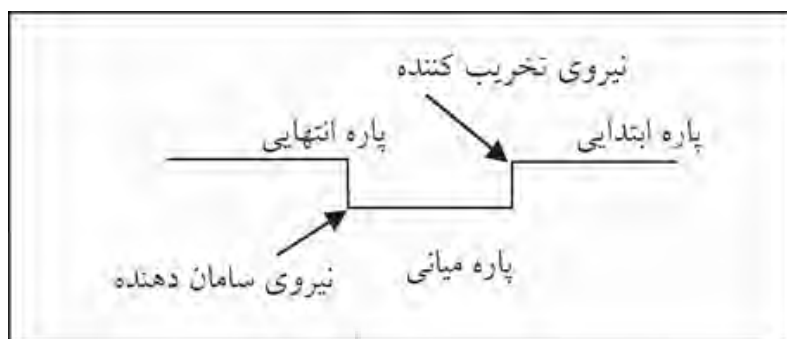 نیروی تخریب کننده
پاره ابتدایی
پاره انتهایی
پاره میانی
نیروی سامان دهنده